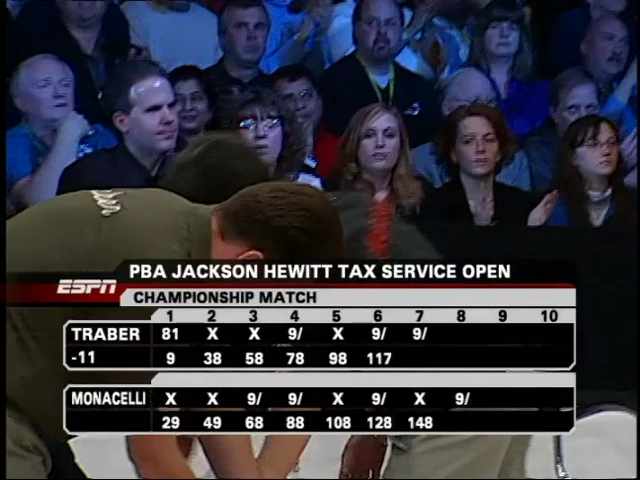 PBA JACKSON HEWITT TAX SERVICE OPEN
ESPN
CHAMPIONSHIP MATCH
1 2 3 4 5 6 7 8 9 10
TRABER 81 X X 9/ X 9/ 9/
-11 9 38 58 78 98 117
MONACELLI X X 9/ 9/ X 9/ X 9/
29 49 68 88 108 128 148